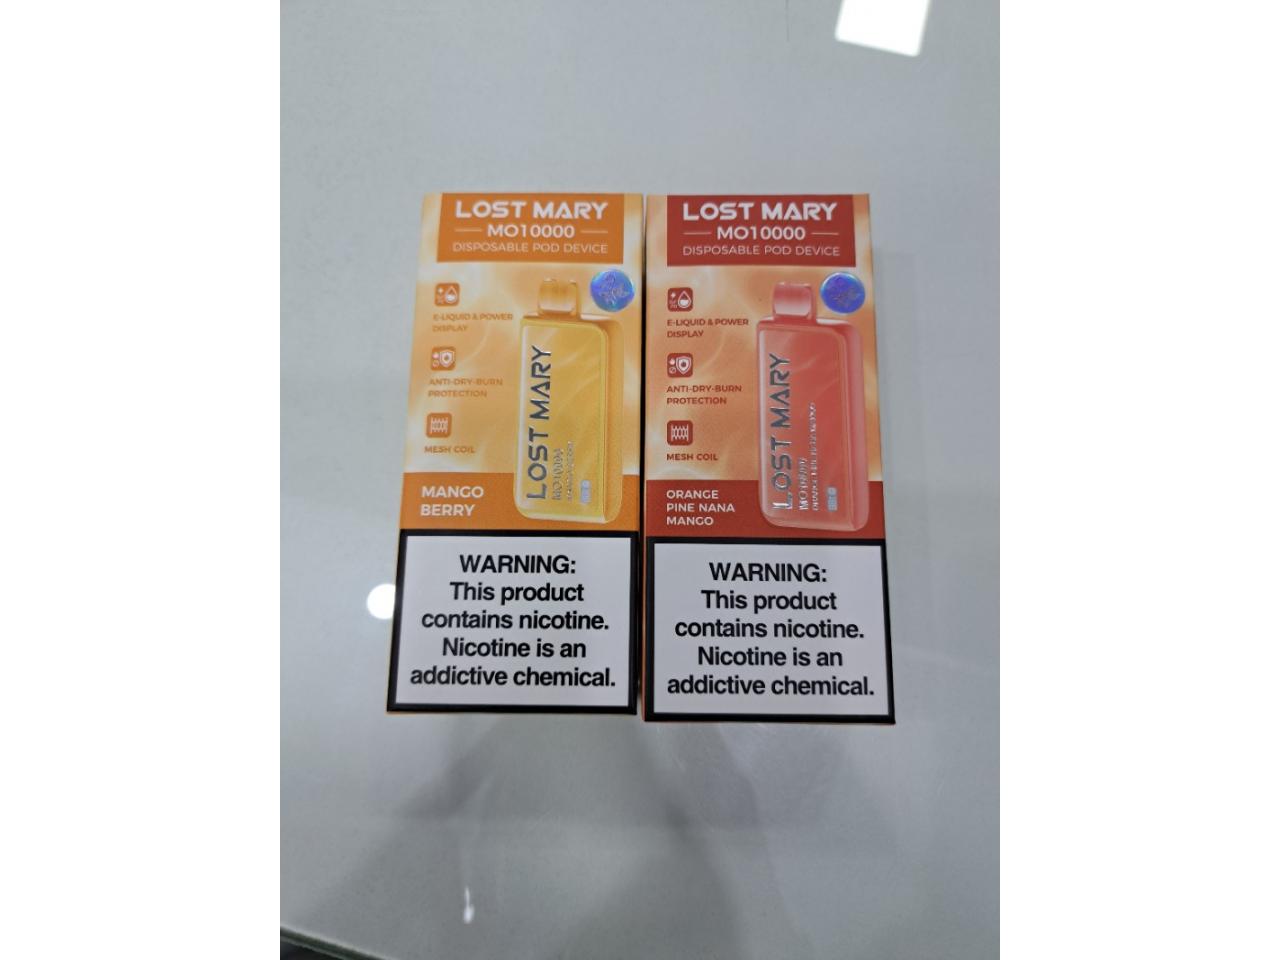 LOST MARY
MO10000
DISPOSABLE POD DEVICE
E-LIQUID & POWER
DISPLAY
ANTI-DRY-BURN
PROTECTION
MESH COIL
LOST MARY
MO10000
MANGO
BERRY
WARNING:
This product
contains nicotine.
Nicotine is an
addictive chemical.
LOST MARY
MO10000
DISPOSABLE POD DEVICE
E-LIQUID & POWER
DISPLAY
ANTI-DRY-BURN
PROTECTION
MESH COIL
LOST MARY
MO10000
ORANGE
PINE NANA
MANGO
WARNING:
This product
contains nicotine.
Nicotine is an
addictive chemical.